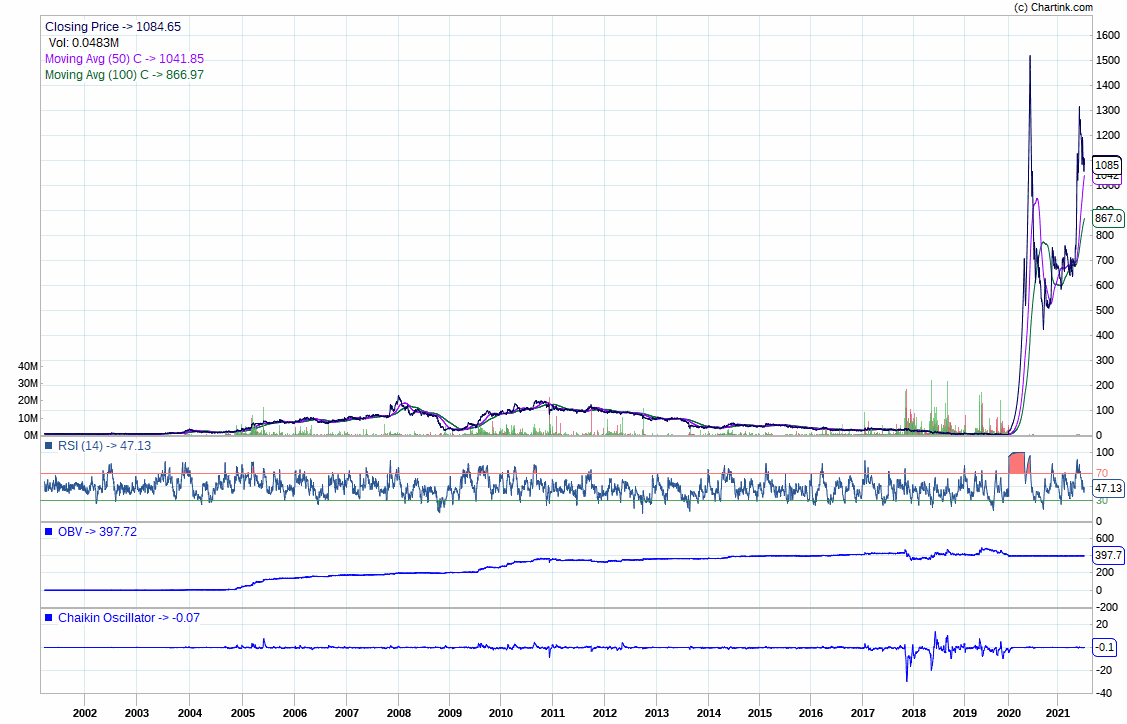 (c) Chartink.com
Closing Price -> 1084.65
Vol: 0.0483M
Moving Avg (50) C -> 1041.85
Moving Avg (100) C -> 866.97
1600
1500
1400
1300
1200
1085
1042
1000
900
867.0
800
700
600
500
400
300
200
100
0
40M
30M
20M
10M
0M
RSI (14) -> 47.13
100
70
47.13
30
0
OBV -> 397.72
600
397.7
200
0
-200
Chaikin Oscillator -> -0.07
20
-0.1
-20
-40
2002 2003 2004 2005 2006 2007 2008 2009 2010 2011 2012 2013 2014 2015 2016 2017 2018 2019 2020 2021